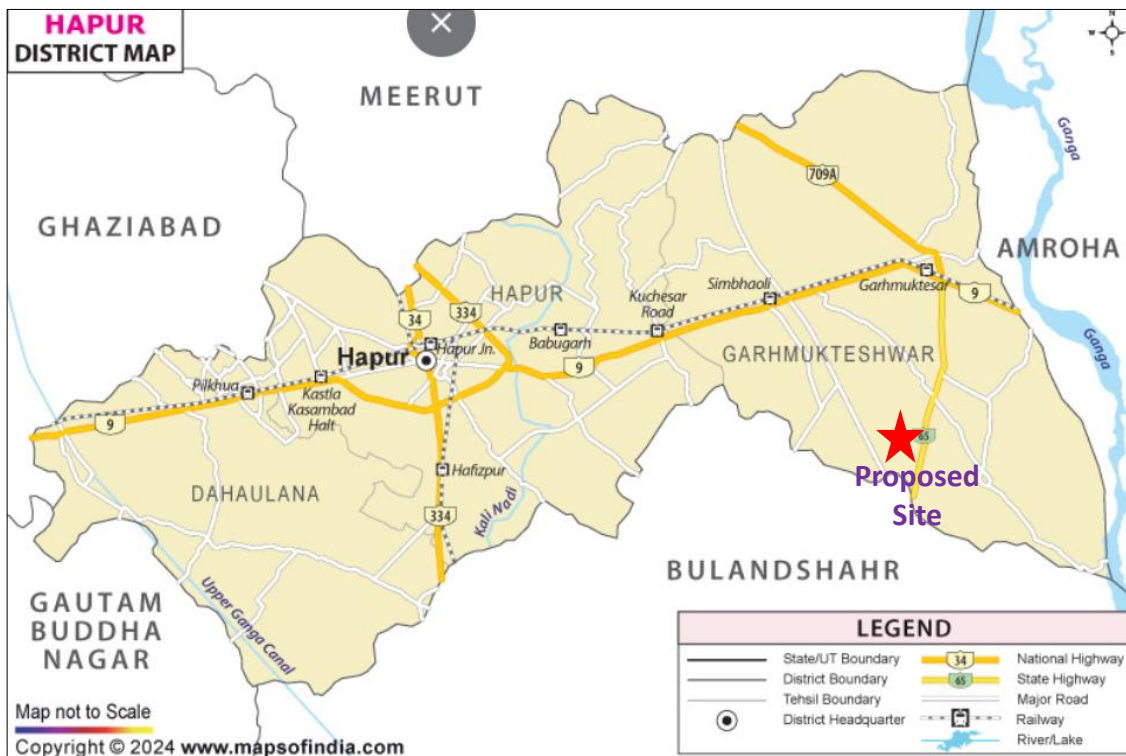 HAPUR
DISTRICT MAP
N
W
E
S
MEERUT
GHAZIABAD
AMROHA
Ganga
709A
Garhmuktesar
9
Simbhaoli
Kuchesar
Road
HAPUR
34
334
Babugarh
Hapur
Hapur Jn.
9
GARHMUKTESHWAR
Ganga
Pilkhua
Kastla
Kasambad
Halt
9
65
Proposed
Site
Hafizpur
DAHAULANA
334
Kali Nadi
BULANDSHAHR
Upper Ganga Canal
GAUTAM
BUDDHA
NAGAR
LEGEND
State/UT Boundary
District Boundary
Tehsil Boundary
District Headquarter
34 National Highway
65 State Highway
Major Road
Railway
River/Lake
Map not to Scale
Copyright © 2024 www.mapsofindia.com